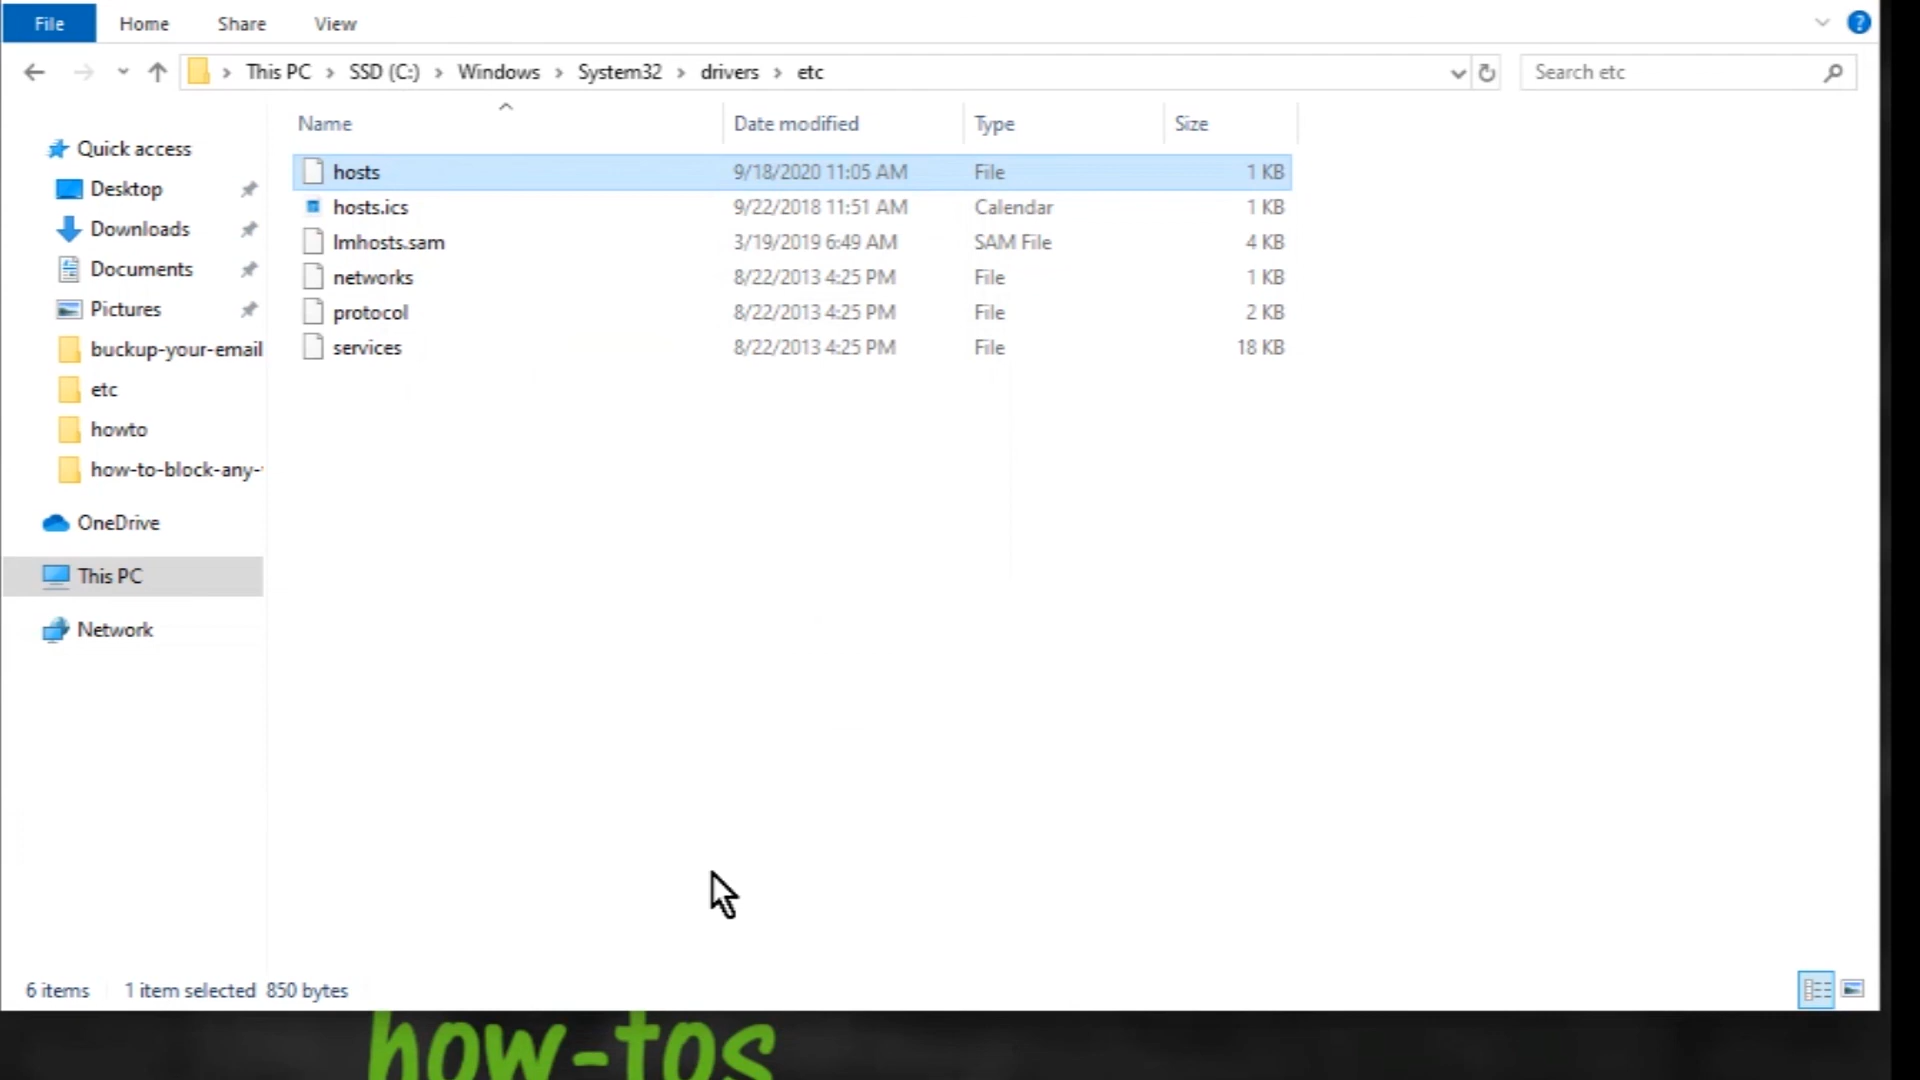 File Home Share View
This PC SSD (C:) Windows System32 drivers etc Search etc
Name Date modified Type Size
Quick access
Desktop
Downloads
Documents
Pictures
buckup-your-email
etc
howto
how-to-block-any-
OneDrive
This PC
Network
hosts 9/18/2020 11:05 AM File 1 KB
hosts.ics 9/22/2018 11:51 AM Calendar 1 KB
lmhosts.sam 3/19/2019 6:49 AM SAM File 4 KB
networks 8/22/2013 4:25 PM File 1 KB
protocol 8/22/2013 4:25 PM File 2 KB
services 8/22/2013 4:25 PM File 18 KB
6 items 1 item selected 850 bytes
how-tos